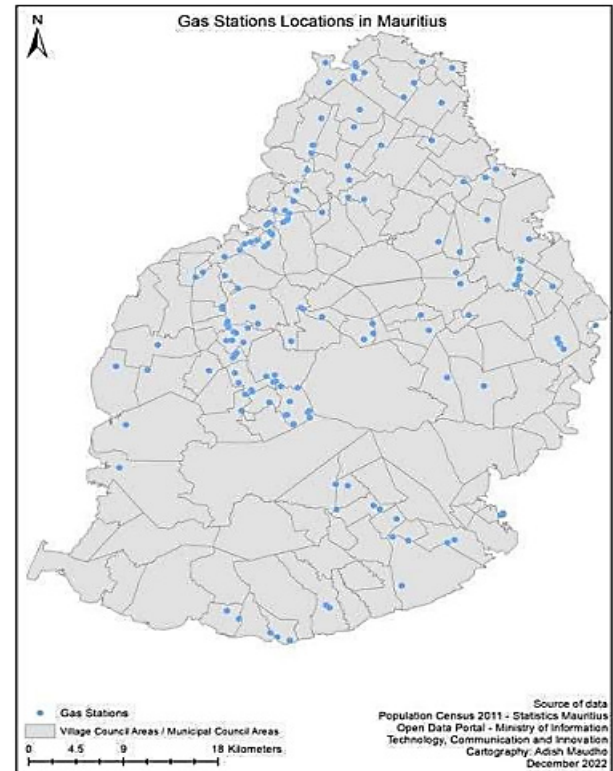 Gas Stations Locations in Mauritius
N
Gas Stations
Village Council Areas / Municipal Council Areas
0 4.5 9 18 Kilometers
Source of data
Population Census 2011 - Statistics Mauritius
Open Data Portal - Ministry of Information
Technology, Communication and Innovation
Cartography: Adish Maudho
December 2022